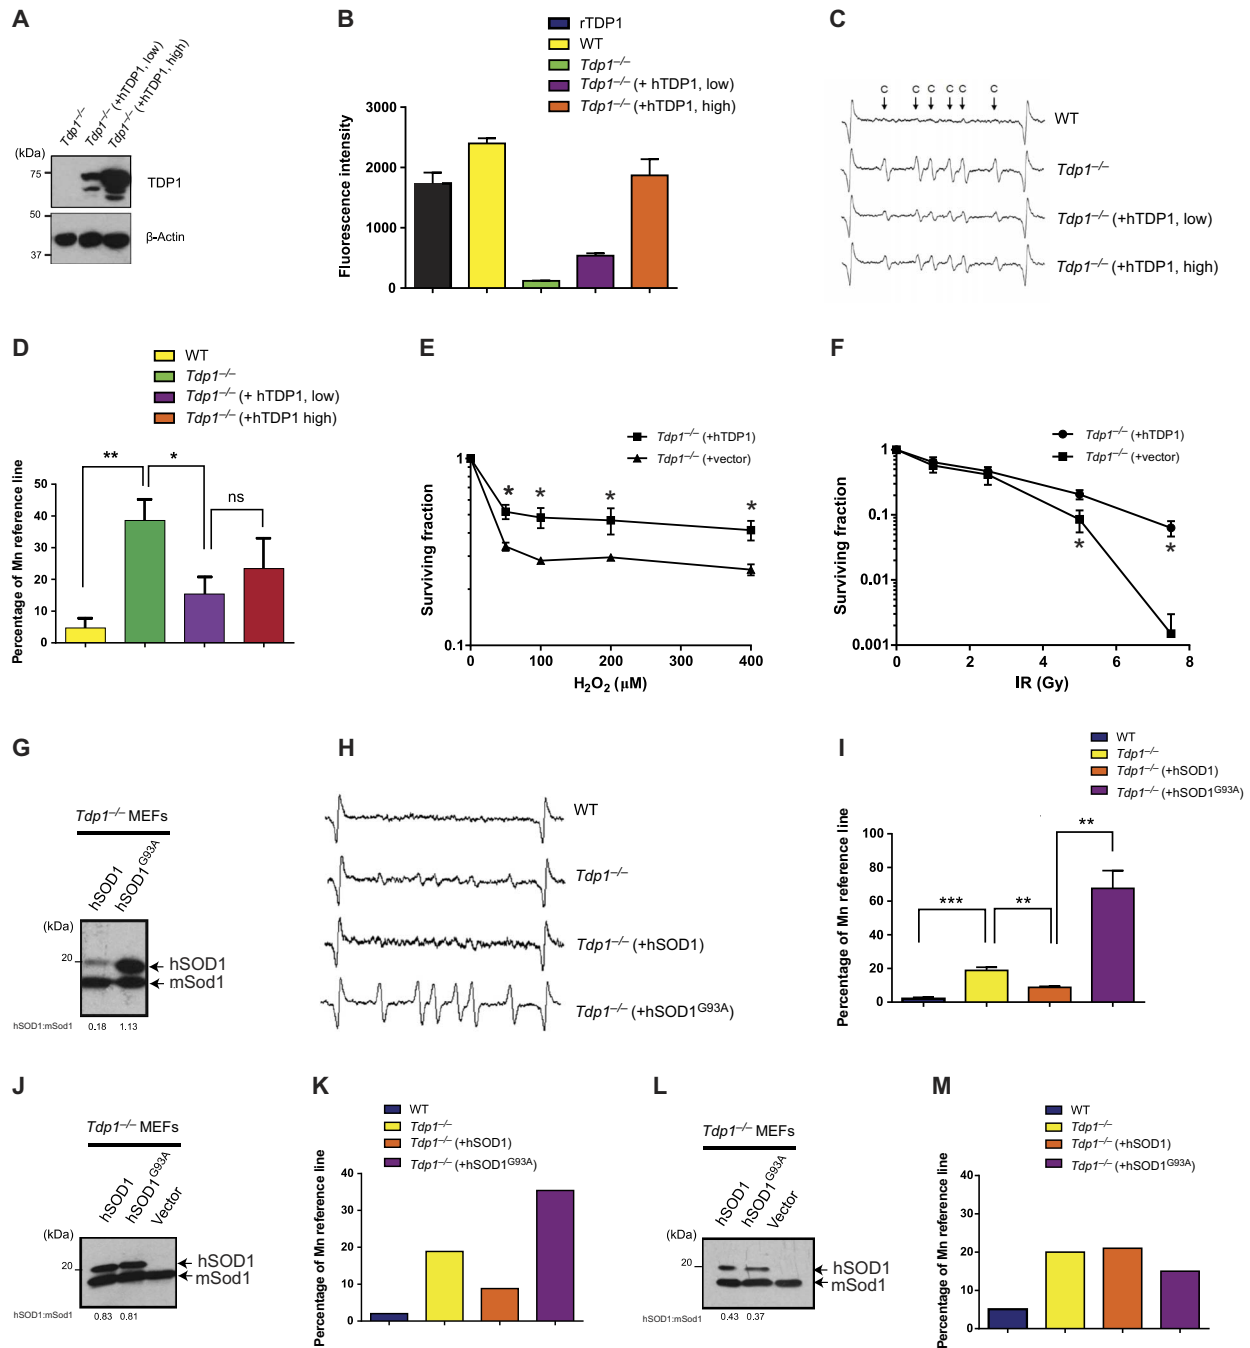 A
Tdp1–/–
Tdp1–/– (+hTDP1, low)
Tdp1–/– (+hTDP1, high)
(kDa)
75
TDP1
50
β-Actin
37
B
rTDP1
WT
Tdp1–/–
Tdp1–/– (+ hTDP1, low)
Tdp1–/– (+hTDP1, high)
Fluorescence intensity
3000
2000
1000
0
C
C C C C C C
WT
Tdp1–/–
Tdp1–/– (+hTDP1, low)
Tdp1–/– (+hTDP1, high)
D
WT
Tdp1–/–
Tdp1–/– (+ hTDP1, low)
Tdp1–/– (+hTDP1 high)
Percentage of Mn reference line
50
40
30
20
10
0
** * ns
E
Tdp1–/– (+hTDP1)
Tdp1–/– (+vector)
Surviving fraction
1
0.1
* * * *
0 100 200 300 400
H2O2 (μM)
F
Tdp1–/– (+hTDP1)
Tdp1–/– (+vector)
Surviving fraction
1
0.1
0.01
0.001
* *
0 2 4 6 8
IR (Gy)
G
Tdp1–/– MEFs
hSOD1
hSOD1G93A
(kDa)
20
hSOD1
mSod1
hSOD1:mSod1 0.18 1.13
H
WT
Tdp1–/–
Tdp1–/– (+hSOD1)
Tdp1–/– (+hSOD1G93A)
I
WT
Tdp1–/–
Tdp1–/– (+hSOD1)
Tdp1–/– (+hSOD1G93A)
Percentage of Mn reference line
100
80
60
40
20
0
*** ** **
J
Tdp1–/– MEFs
hSOD1
hSOD1G93A
Vector
(kDa)
20
hSOD1
mSod1
hSOD1:mSod1 0.83 0.81
K
WT
Tdp1–/–
Tdp1–/– (+hSOD1)
Tdp1–/– (+hSOD1G93A)
Percentage of Mn reference line
40
30
20
10
0
L
Tdp1–/– MEFs
hSOD1
hSOD1G93A
Vector
(kDa)
20
hSOD1
mSod1
hSOD1:mSod1 0.43 0.37
M
WT
Tdp1–/–
Tdp1–/– (+hSOD1)
Tdp1–/– (+hSOD1G93A)
Percentage of Mn reference line
40
30
20
10
0